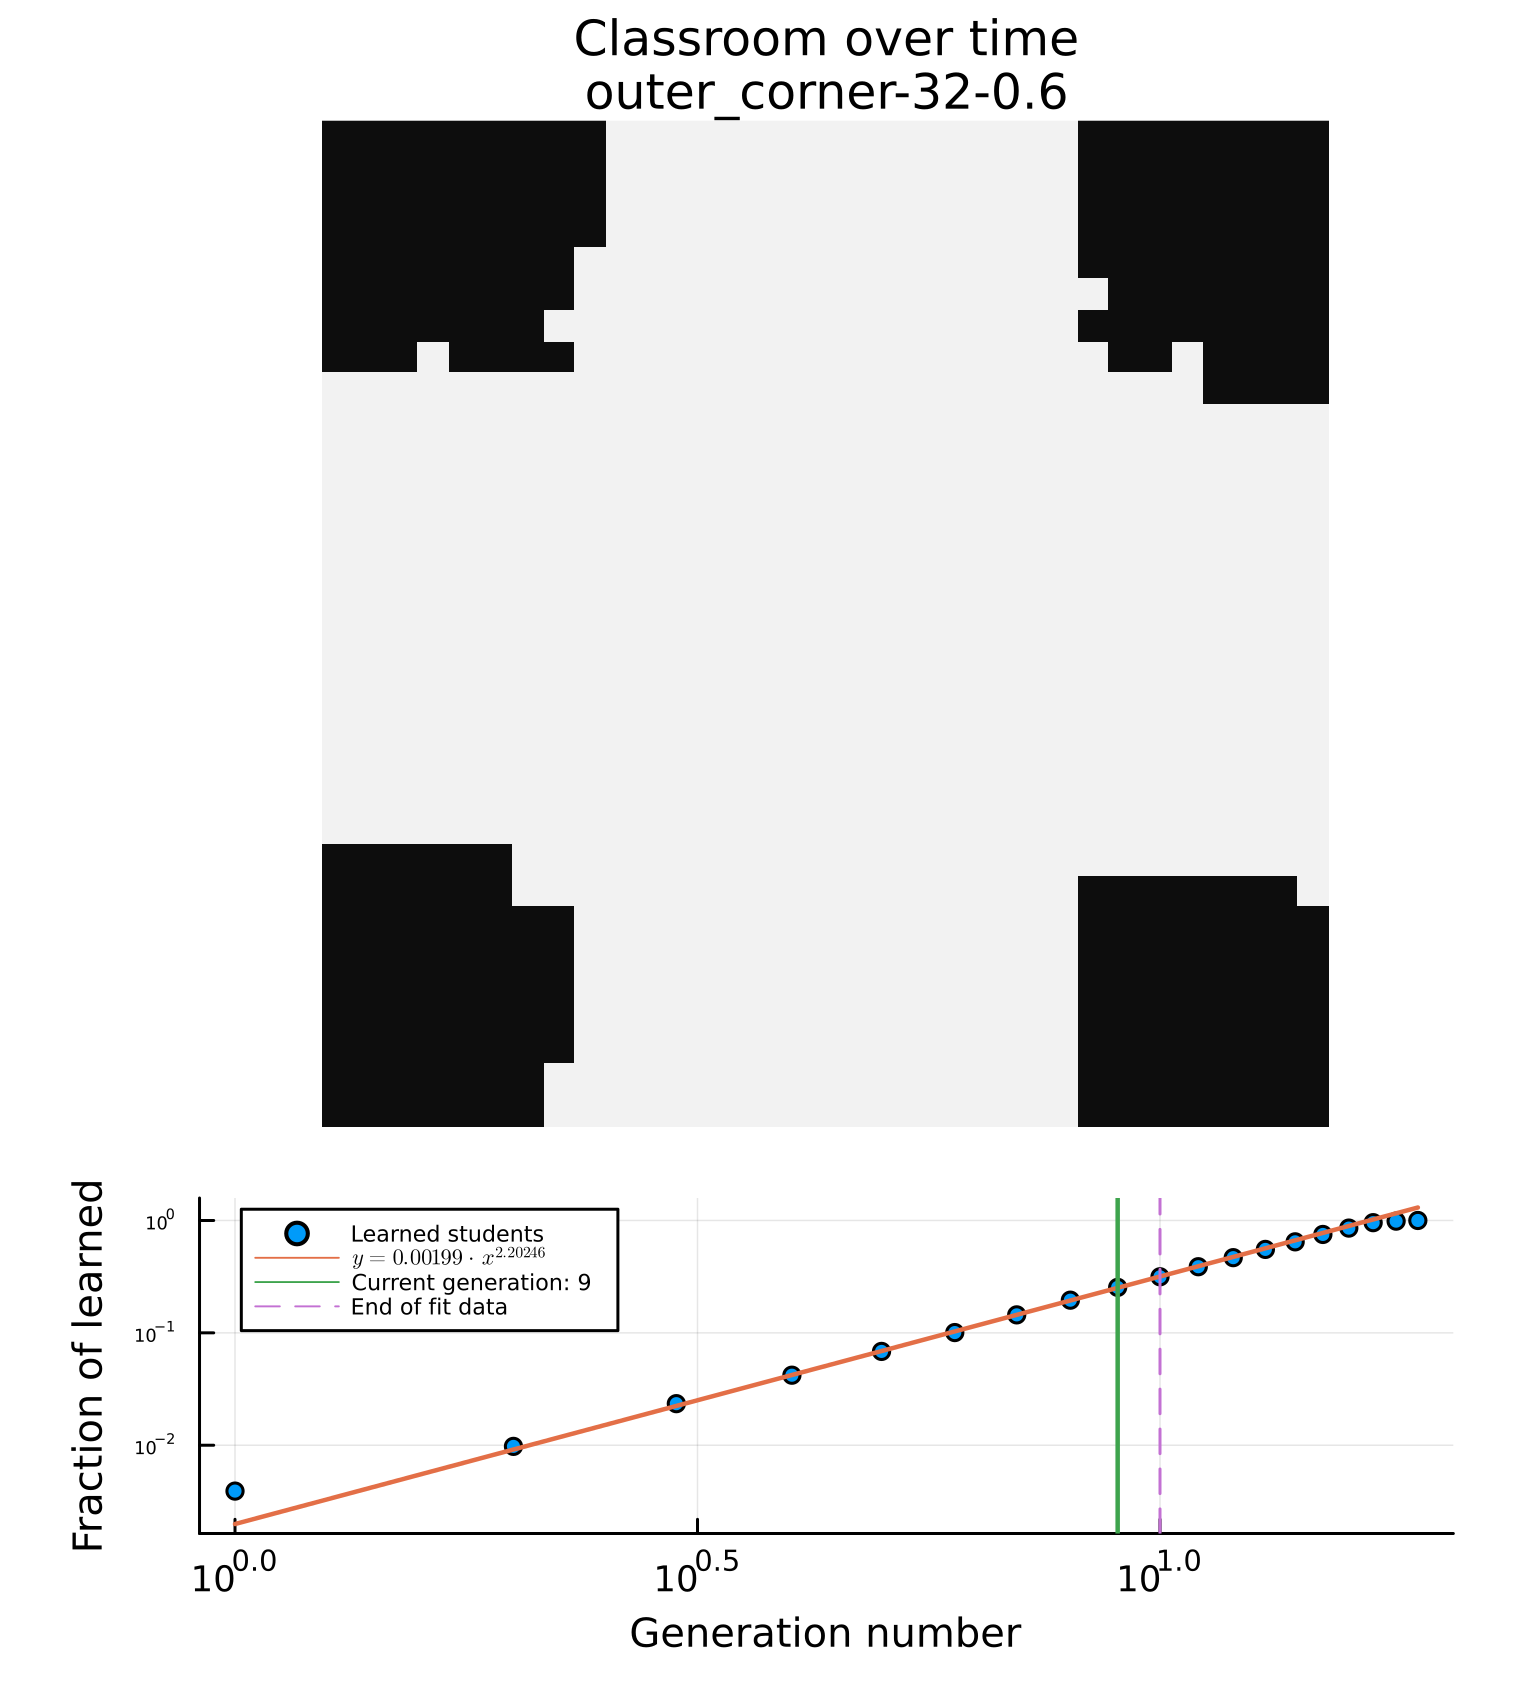 Classroom over time
outer_corner-32-0.6
Fraction of learned
10^0
10^−1
10^−2
Learned students
y = 0.00199 · x^2.20246
Current generation: 9
End of fit data
10^0.0
10^0.5
10^1.0
Generation number